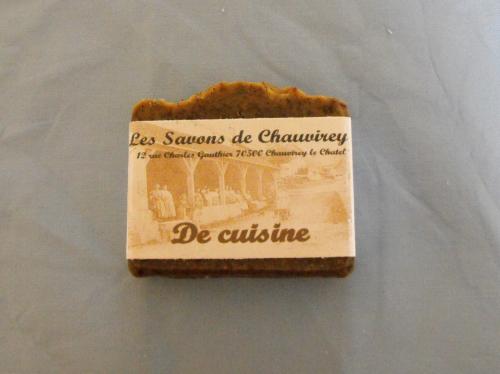 Les Savons de Chauvirey
12 rue Charles Gauthier 70500 Chauvirey le Chatel
De cuisine